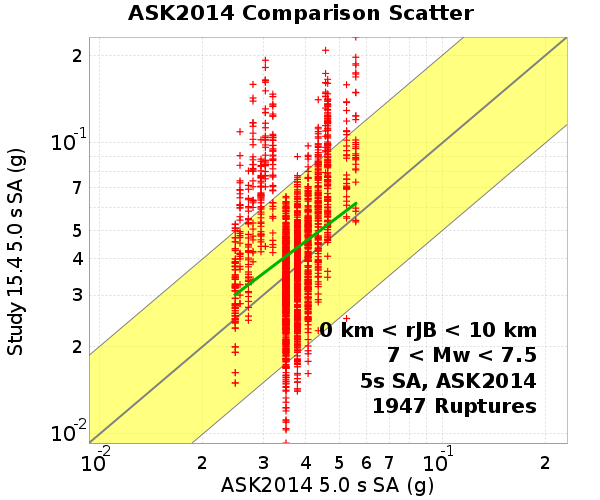 ASK2014 Comparison Scatter
Study 15.4 5.0 s SA (g)
2
10^-1
7
5
4
3
2
10^-2
0 km < rJB < 10 km
7 < Mw < 7.5
5s SA, ASK2014
1947 Ruptures
10^-2 2 3 4 5 6 7 10^-1 2
ASK2014 5.0 s SA (g)